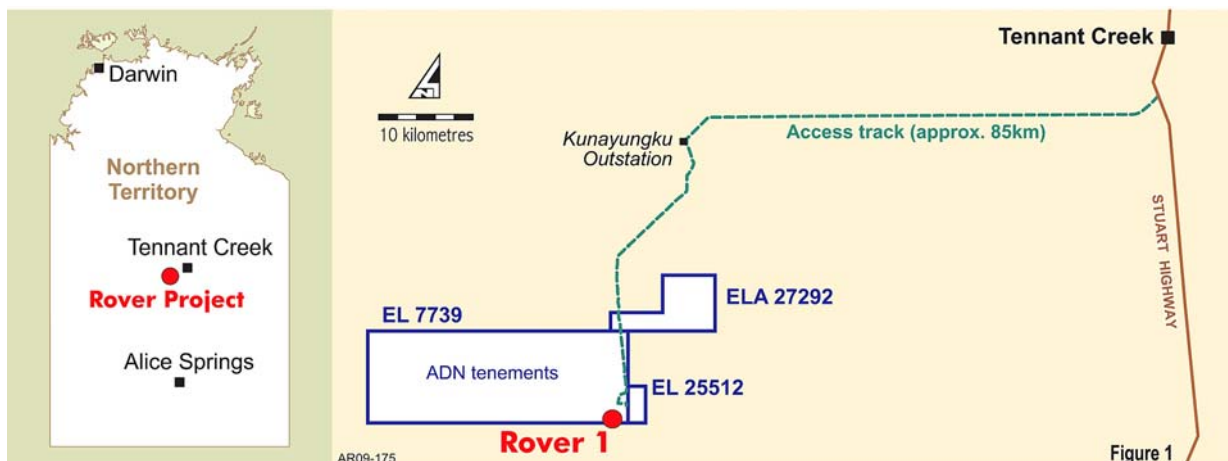 Darwin
Northern
Territory
Tennant Creek
Rover Project
Alice Springs
N
10 kilometres
Tennant Creek
Kunayungku
Outstation
Access track (approx. 85km)
STUART HIGHWAY
ELA 27292
EL 7739
ADN tenements
EL 25512
Rover 1
AR09-175
Figure 1